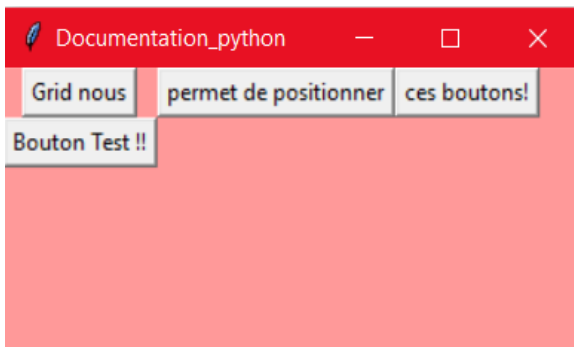 Documentation_python
Grid nous permet de positionner ces boutons!
Bouton Test !!